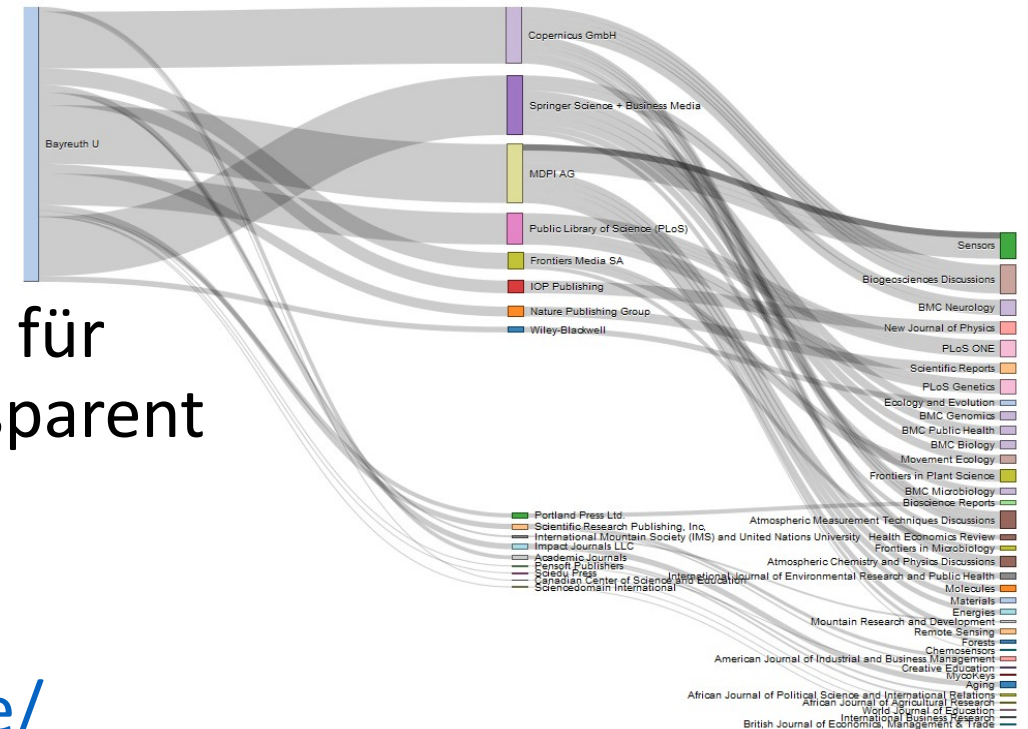 Bayreuth U
Copernicus GmbH
Springer Science + Business Media
MDPI AG
Public Library of Science (PLoS)
Frontiers Media SA
IOP Publishing
Nature Publishing Group
Wiley-Blackwell
Portland Press Ltd.
Scientific Research Publishing, Inc,
International Mountain Society (IMS) and United Nations University
Impact Journals LLC
Academic Journals
Pensoft Publishers
Sciedu Press
Canadian Center of Science and Education
Sciencedomain International
Sensors
Biogeosciences Discussions
BMC Neurology
New Journal of Physics
PLoS ONE
Scientific Reports
PLoS Genetics
Ecology and Evolution
BMC Genomics
BMC Public Health
BMC Biology
Movement Ecology
Frontiers in Plant Science
BMC Microbiology
Bioscience Reports
Atmospheric Measurement Techniques Discussions
Health Economics Review
Frontiers in Microbiology
Atmospheric Chemistry and Physics Discussions
International Journal of Environmental Research and Public Health
Molecules
Materials
Energies
Mountain Research and Development
Remote Sensing
Forests
Chemosensors
American Journal of Industrial and Business Management
Creative Education
MycoKeys
Aging
African Journal of Political Science and International Relations
African Journal of Agricultural Research
World Journal of Education
International Business Research
British Journal of Economics, Management & Trade
für
sparent
e/